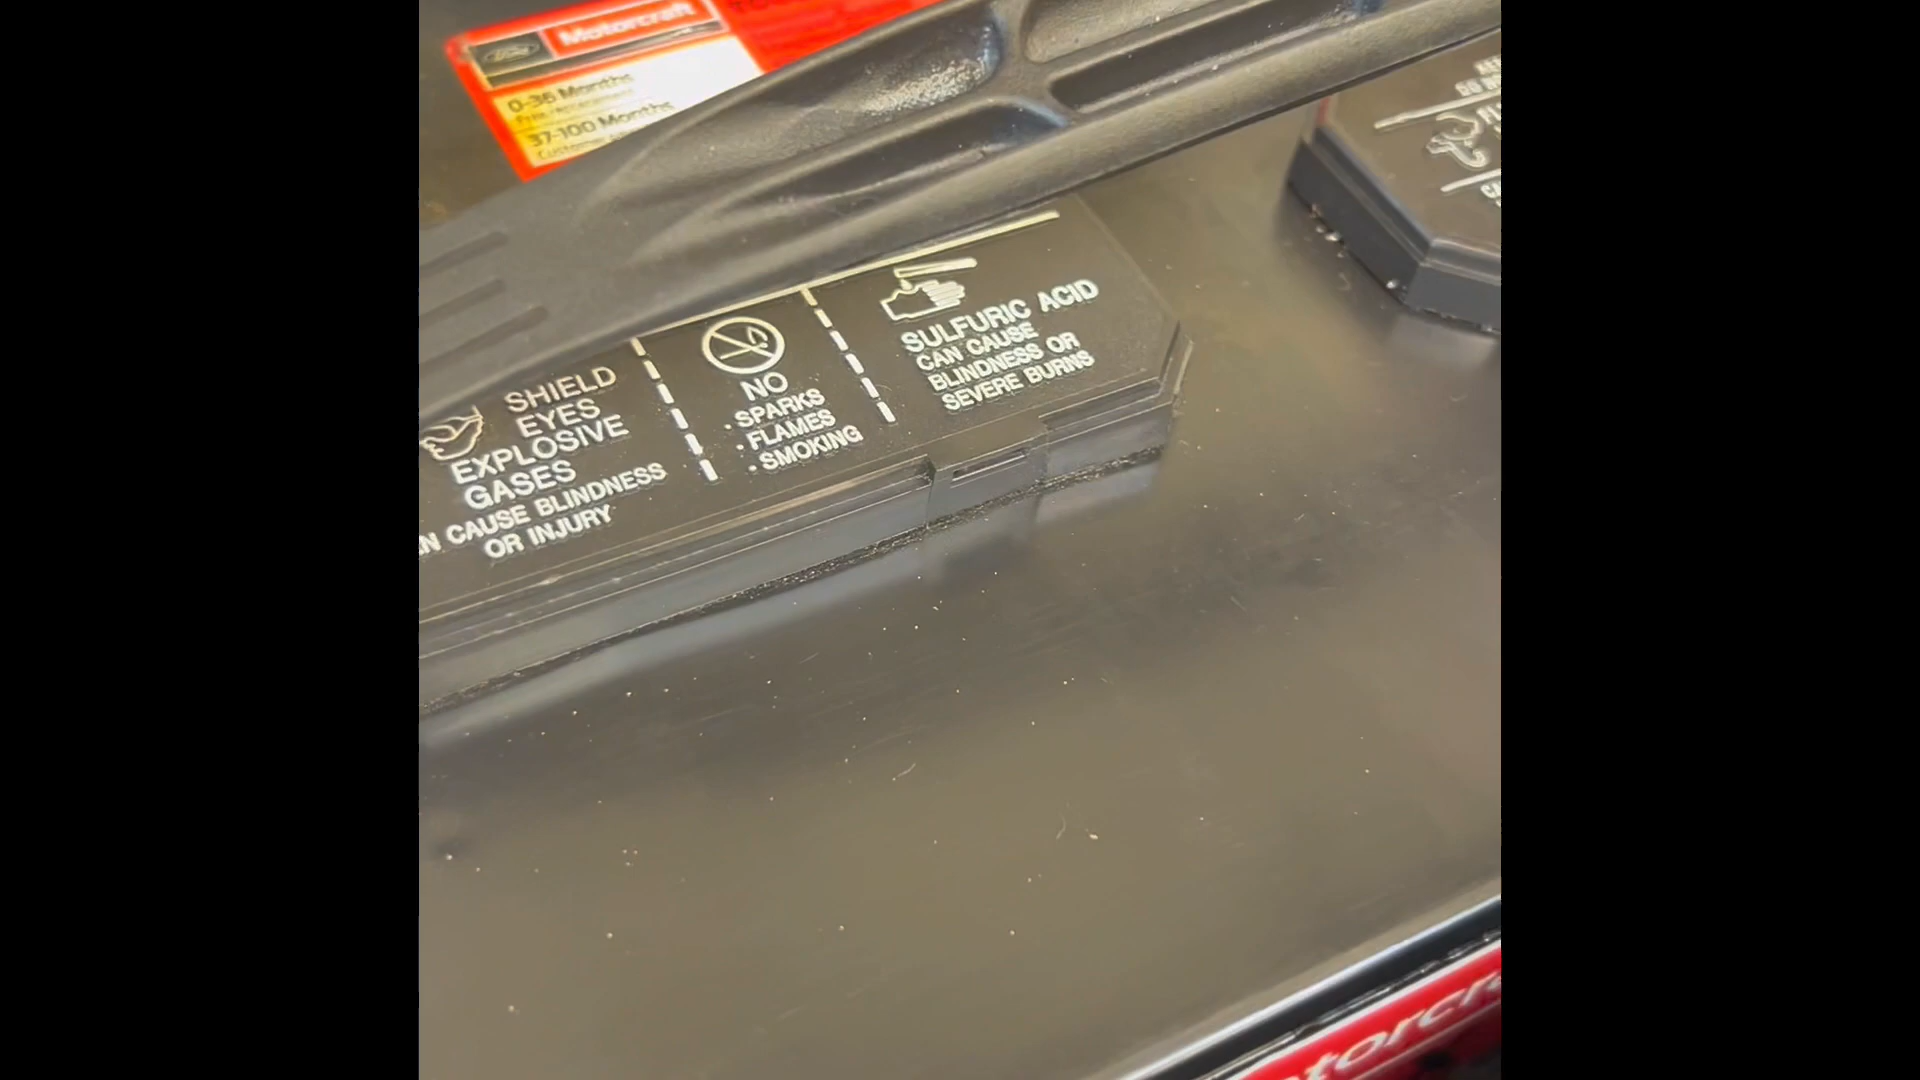 Ford
Motorcraft
0-36 Months
37-100 Months
SHIELD
EYES
EXPLOSIVE
GASES
CAUSE BLINDNESS
OR INJURY
NO
· SPARKS
· FLAMES
· SMOKING
SULFURIC ACID
CAN CAUSE
BLINDNESS OR
SEVERE BURNS